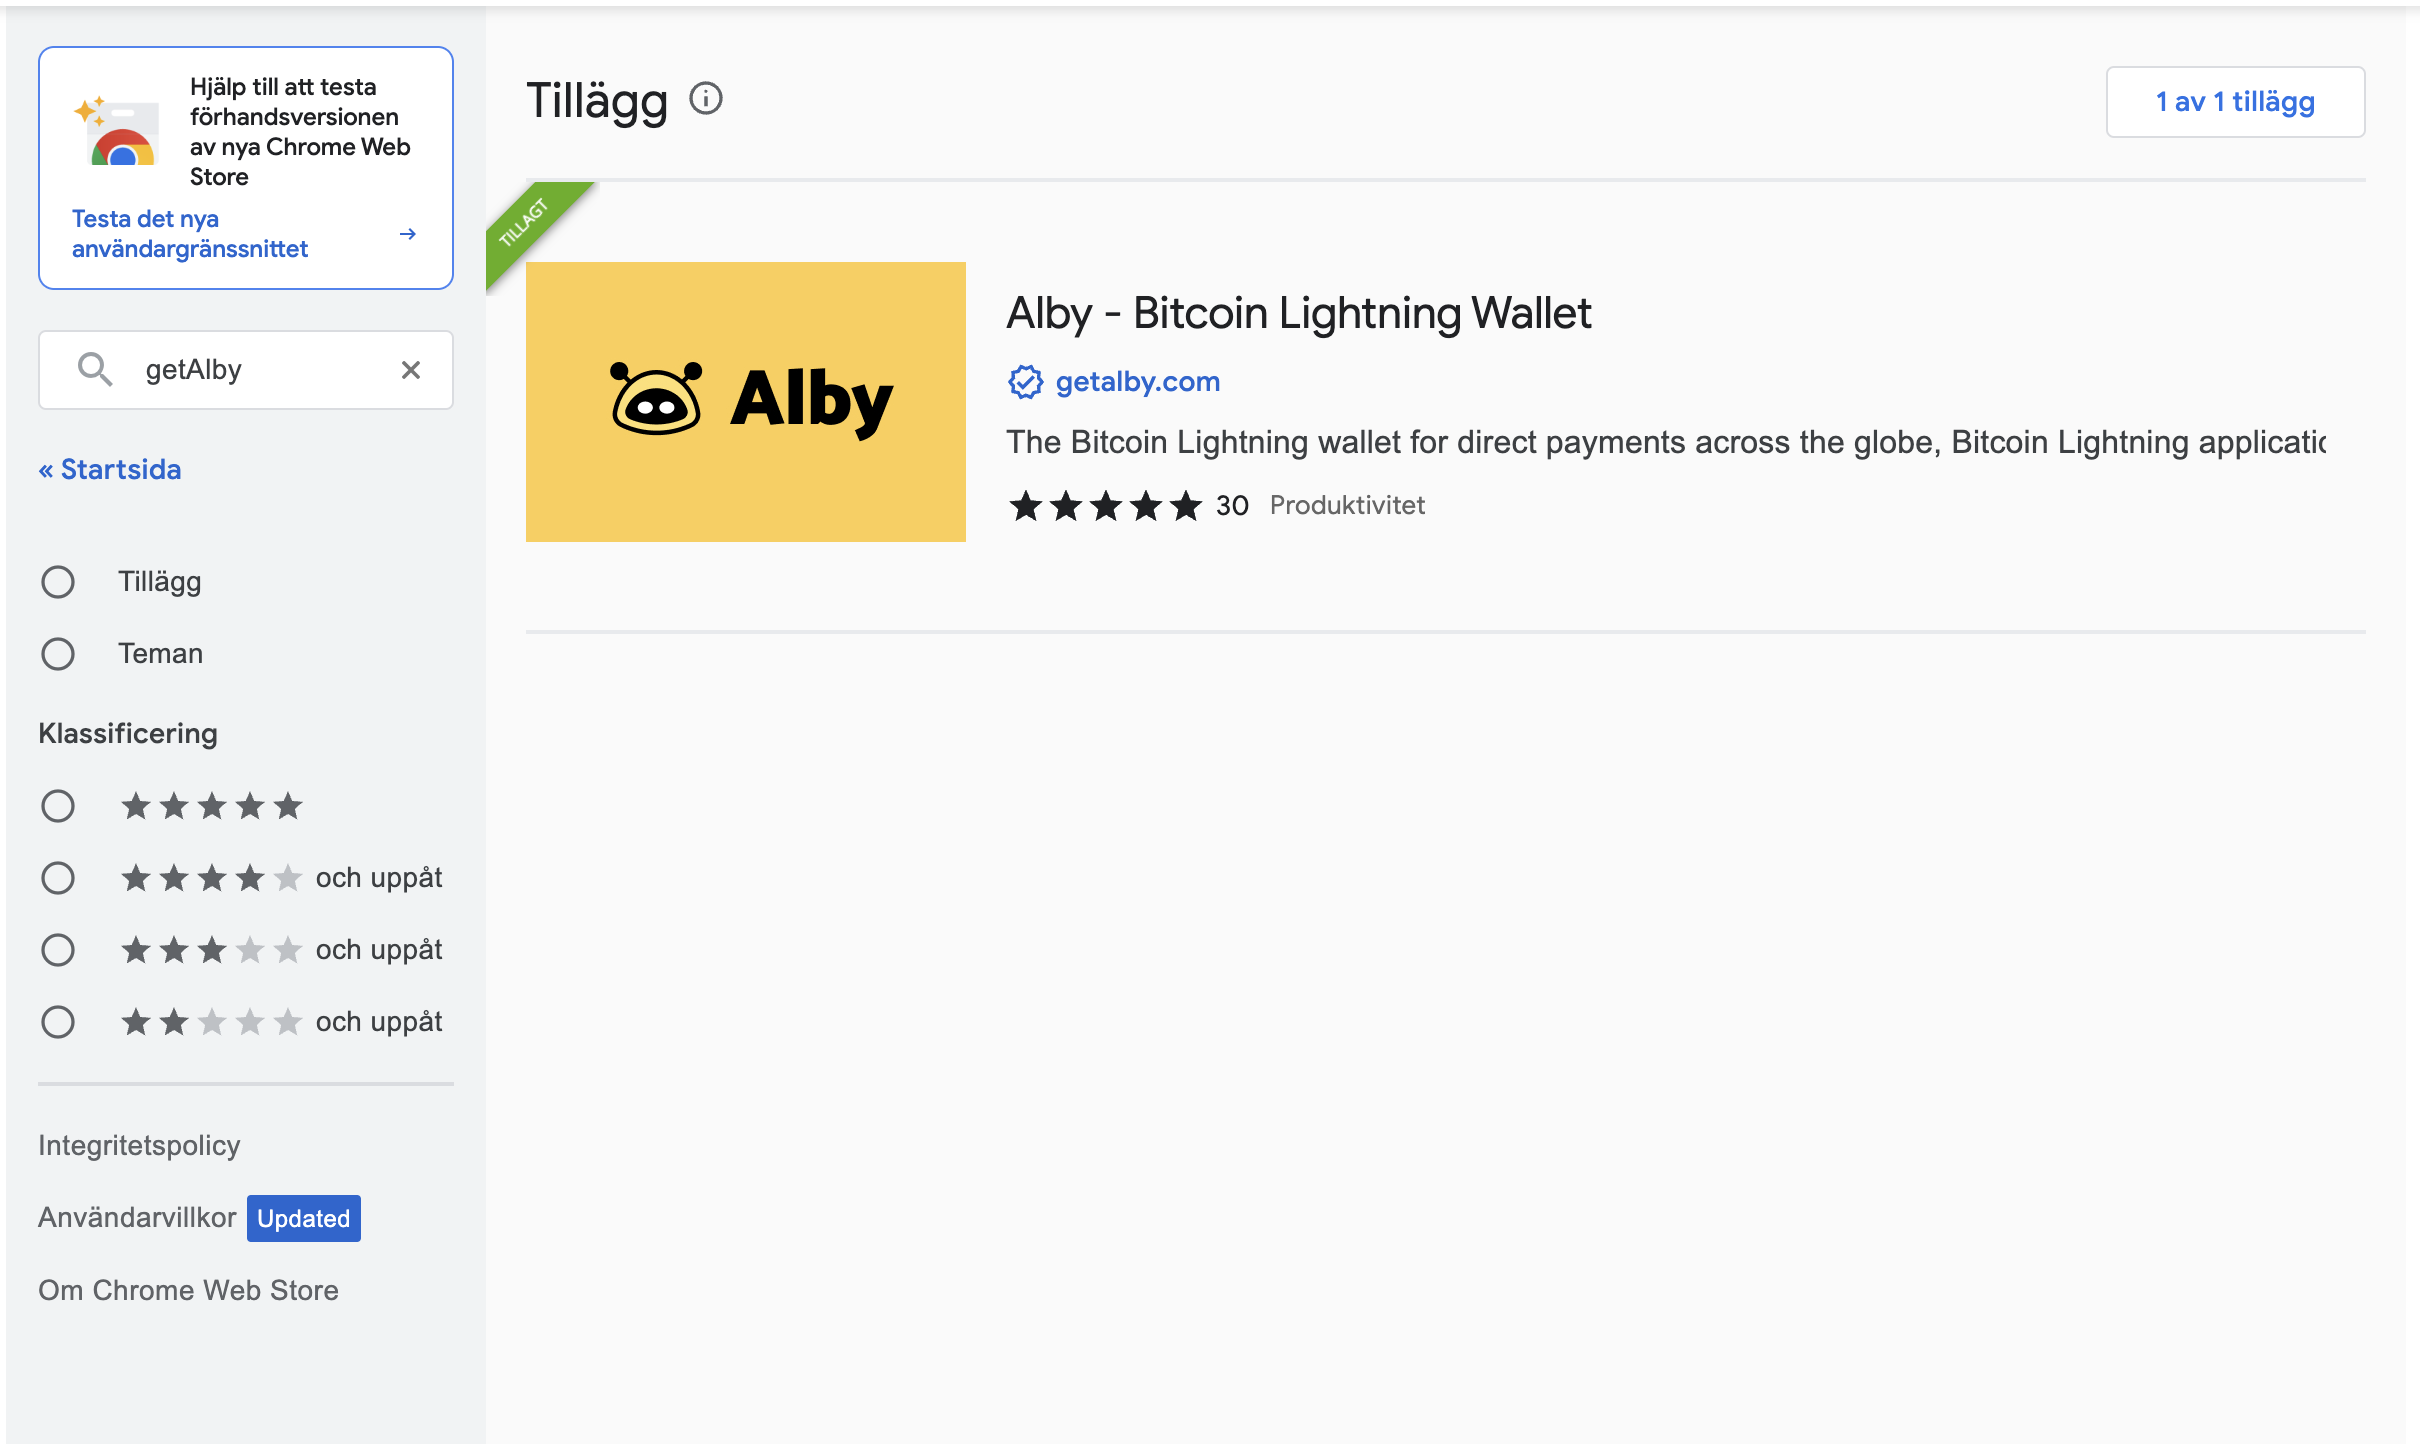 Hjälp till att testa
förhandsversionen
av nya Chrome Web
Store
Testa det nya
användargränssnittet
→
getAlby
« Startsida
Tillägg
Teman
Klassificering
och uppåt
och uppåt
och uppåt
Integritetspolicy
Användarvillkor Updated
Om Chrome Web Store
Tillägg
1 av 1 tillägg
TILLAGT
Alby
Alby - Bitcoin Lightning Wallet
getalby.com
The Bitcoin Lightning wallet for direct payments across the globe, Bitcoin Lightning applicatic
30 Produktivitet